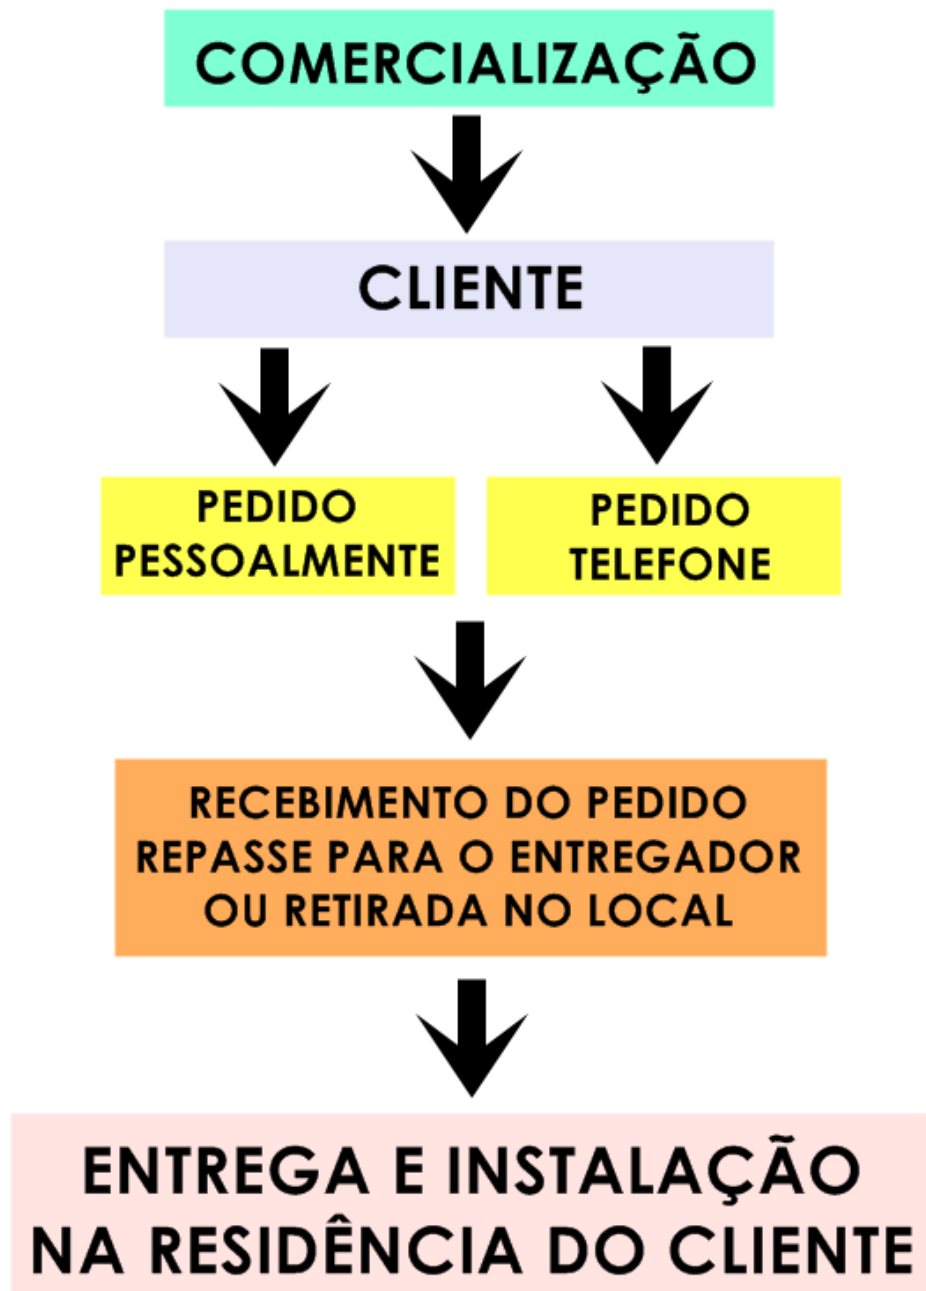 COMERCIALIZAÇÃO
CLIENTE
PEDIDO
PESSOALMENTE
PEDIDO
TELEFONE
RECEBIMENTO DO PEDIDO
REPASSE PARA O ENTREGADOR
OU RETIRADA NO LOCAL
ENTREGA E INSTALAÇÃO
NA RESIDÊNCIA DO CLIENTE